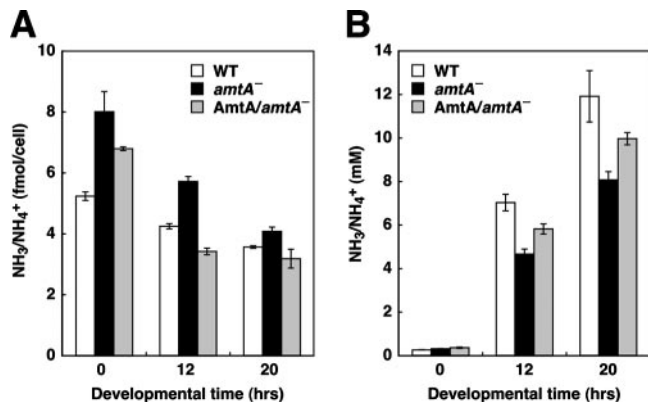 A
10
8
6
4
2
0
NH₃/NH₄⁺ (fmol/cell)
WT
amtA⁻
AmtA/amtA⁻
0 12 20
Developmental time (hrs)
B
14
12
10
8
6
4
2
0
NH₃/NH₄⁺ (mM)
WT
amtA⁻
AmtA/amtA⁻
0 12 20
Developmental time (hrs)